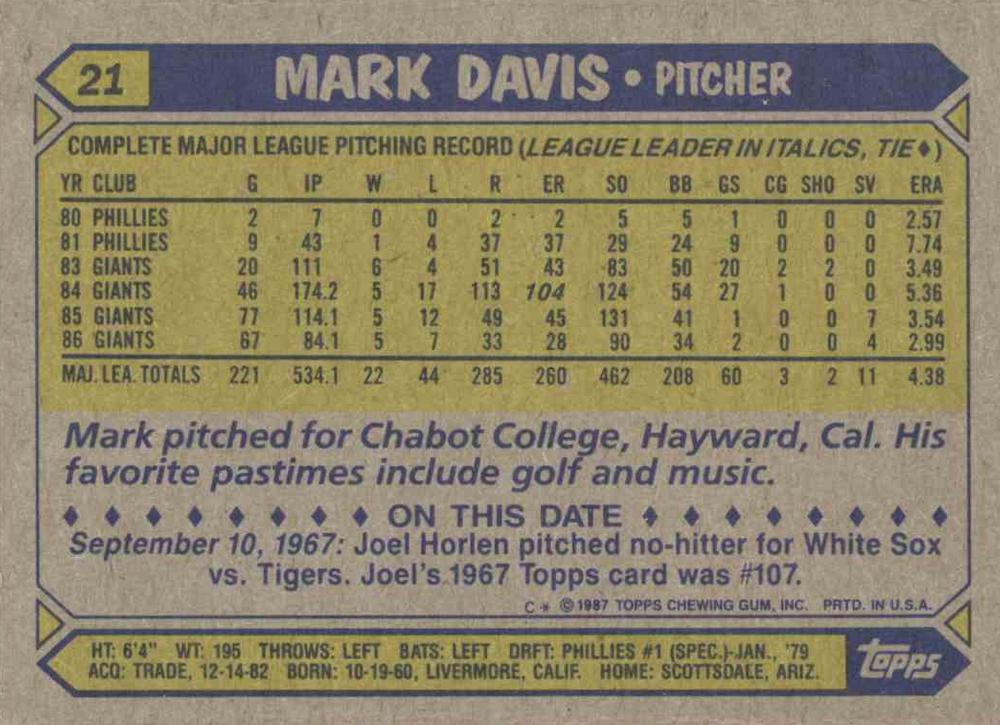 21 MARK DAVIS • PITCHER
COMPLETE MAJOR LEAGUE PITCHING RECORD (LEAGUE LEADER IN ITALICS, TIE♦)
YR CLUB G IP W L R ER SO BB GS CG SHO SV ERA
80 PHILLIES 2 7 0 0 2 2 5 5 1 0 0 0 2.57
81 PHILLIES 9 43 1 4 37 37 29 24 9 0 0 0 7.74
83 GIANTS 20 111 6 4 51 43 83 50 20 2 2 0 3.49
84 GIANTS 46 174.2 5 17 113 104 124 54 27 1 0 0 5.36
85 GIANTS 77 114.1 5 12 49 45 131 41 1 0 0 7 3.54
86 GIANTS 67 84.1 5 7 33 28 90 34 2 0 0 4 2.99
MAJ. LEA. TOTALS 221 534.1 22 44 285 260 462 208 60 3 2 11 4.38
Mark pitched for Chabot College, Hayward, Cal. His
favorite pastimes include golf and music.
♦ ♦ ♦ ♦ ♦ ♦ ♦ ♦ ON THIS DATE ♦ ♦ ♦ ♦ ♦ ♦ ♦ ♦
September 10, 1967: Joel Horlen pitched no-hitter for White Sox
vs. Tigers. Joel's 1967 Topps card was #107.
C * © 1987 TOPPS CHEWING GUM, INC. PRTD. IN U.S.A.
HT: 6'4" WT: 195 THROWS: LEFT BATS: LEFT DRFT: PHILLIES #1 (SPEC.)-JAN., '79
ACQ: TRADE, 12-14-82 BORN: 10-19-60, LIVERMORE, CALIF. HOME: SCOTTSDALE, ARIZ.
topps